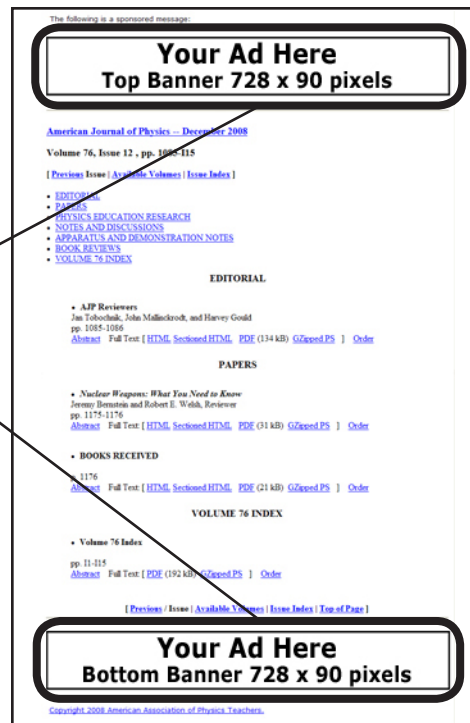 The following is a sponsored message:
Your Ad Here
Top Banner 728 x 90 pixels
American Journal of Physics -- December 2008
Volume 76, Issue 12 , pp. 1085-I15
[ Previous Issue | Available Volumes | Issue Index ]
• EDITORIAL
• PAPERS
• PHYSICS EDUCATION RESEARCH
• NOTES AND DISCUSSIONS
• APPARATUS AND DEMONSTRATION NOTES
• BOOK REVIEWS
• VOLUME 76 INDEX
EDITORIAL
• AJP Reviewers
Jan Tobochnik, John Mallinckrodt, and Harvey Gould
pp. 1085-1086
Abstract Full Text: [ HTML Sectioned HTML PDF (134 kB) GZipped PS ] Order
PAPERS
• Nuclear Weapons: What You Need to Know
Jeremy Bernstein and Robert E. Welsh, Reviewer
pp. 1175-1176
Abstract Full Text: [ HTML Sectioned HTML PDF (31 kB) GZipped PS ] Order
• BOOKS RECEIVED
p. 1176
Abstract Full Text: [ HTML Sectioned HTML PDF (21 kB) GZipped PS ] Order
VOLUME 76 INDEX
• Volume 76 Index
pp. I1-I15
Abstract Full Text: [ PDF (192 kB) GZipped PS ] Order
[ Previous / Issue | Available Volumes | Issue Index | Top of Page ]
Your Ad Here
Bottom Banner 728 x 90 pixels
Copyright 2008 American Association of Physics Teachers.